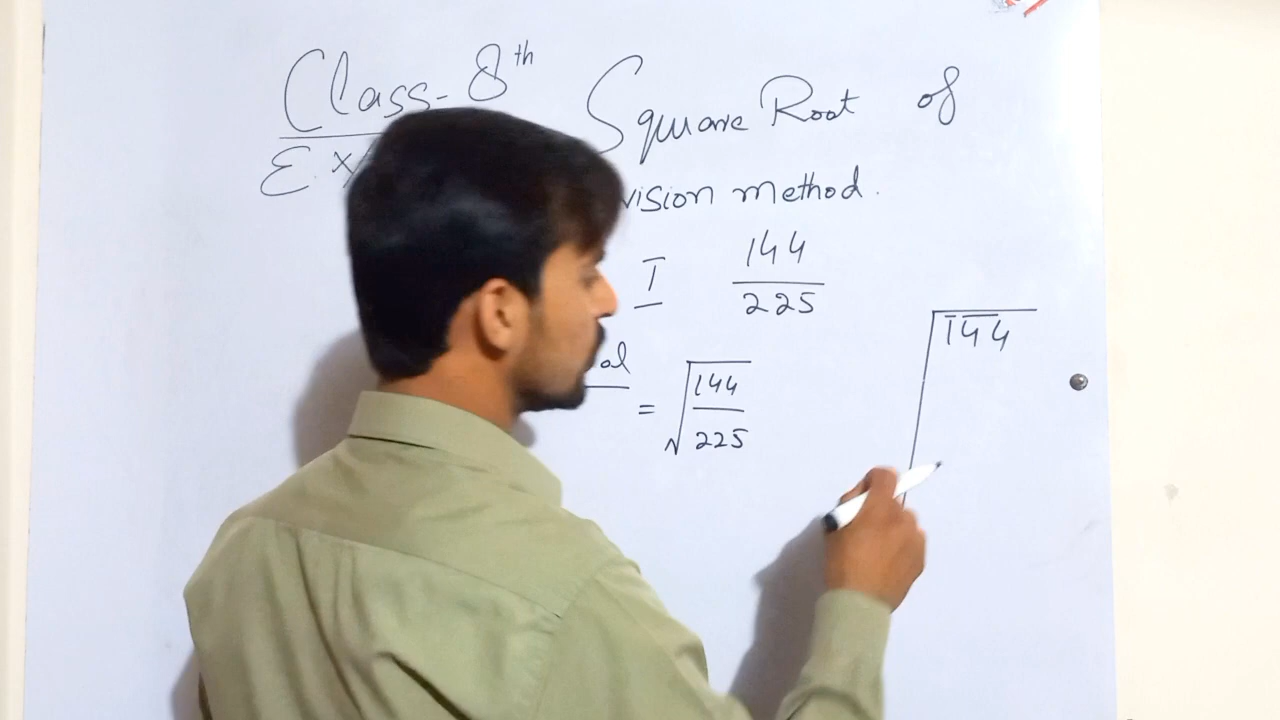 Class-8th Square Root of
vision method.
I 144/225
= √144/225
144